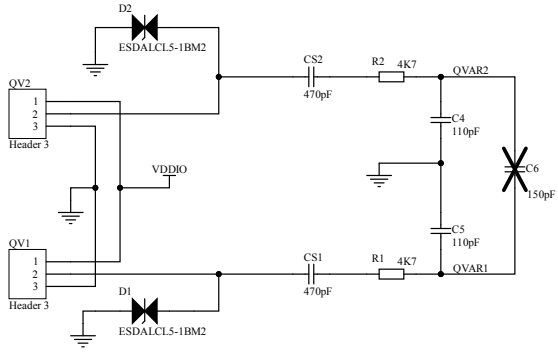 D2
ESDALCL5-1BM2
CS2
470pF
R2 4K7
QVAR2
QV2
1
2
3
Header 3
C4
110pF
VDDIO
C6
150pF
C5
110pF
QV1
1
2
3
Header 3
CS1
470pF
R1 4K7
QVAR1
D1
ESDALCL5-1BM2